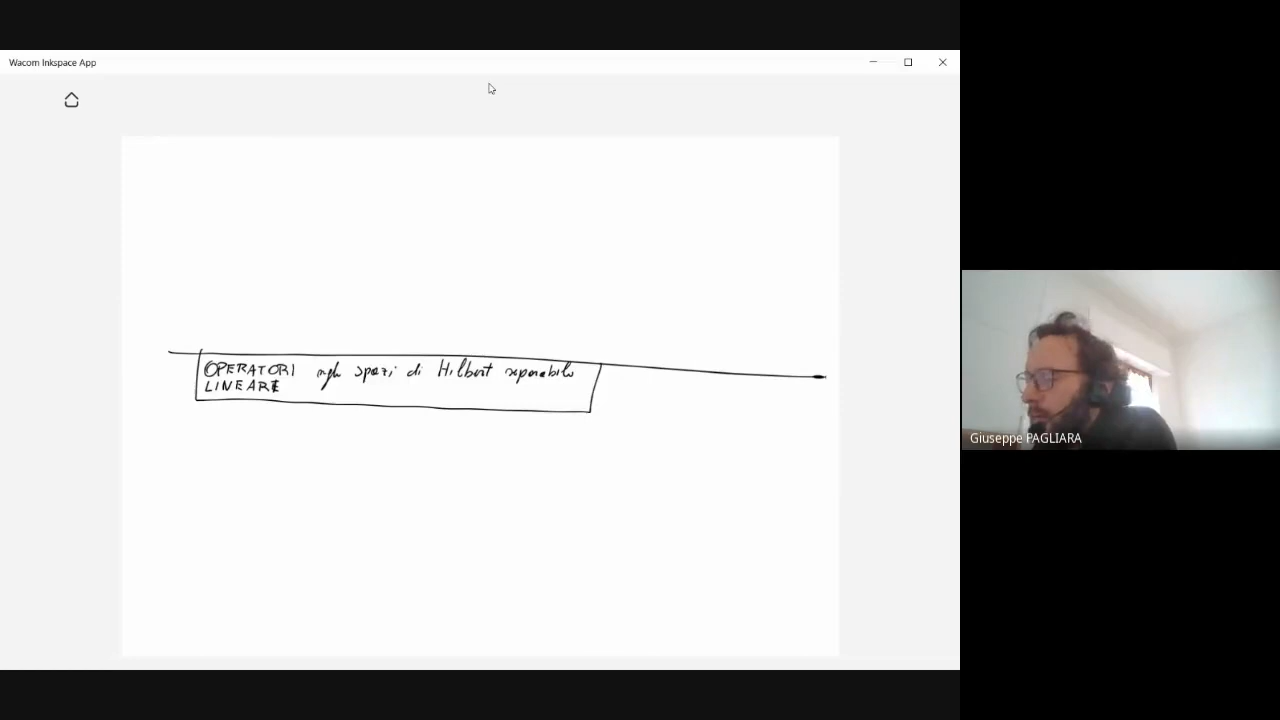 Wacom Inkspace App
OPERATORI negli spazi di Hilbert separabili
LINEARI
Giuseppe PAGLIARA